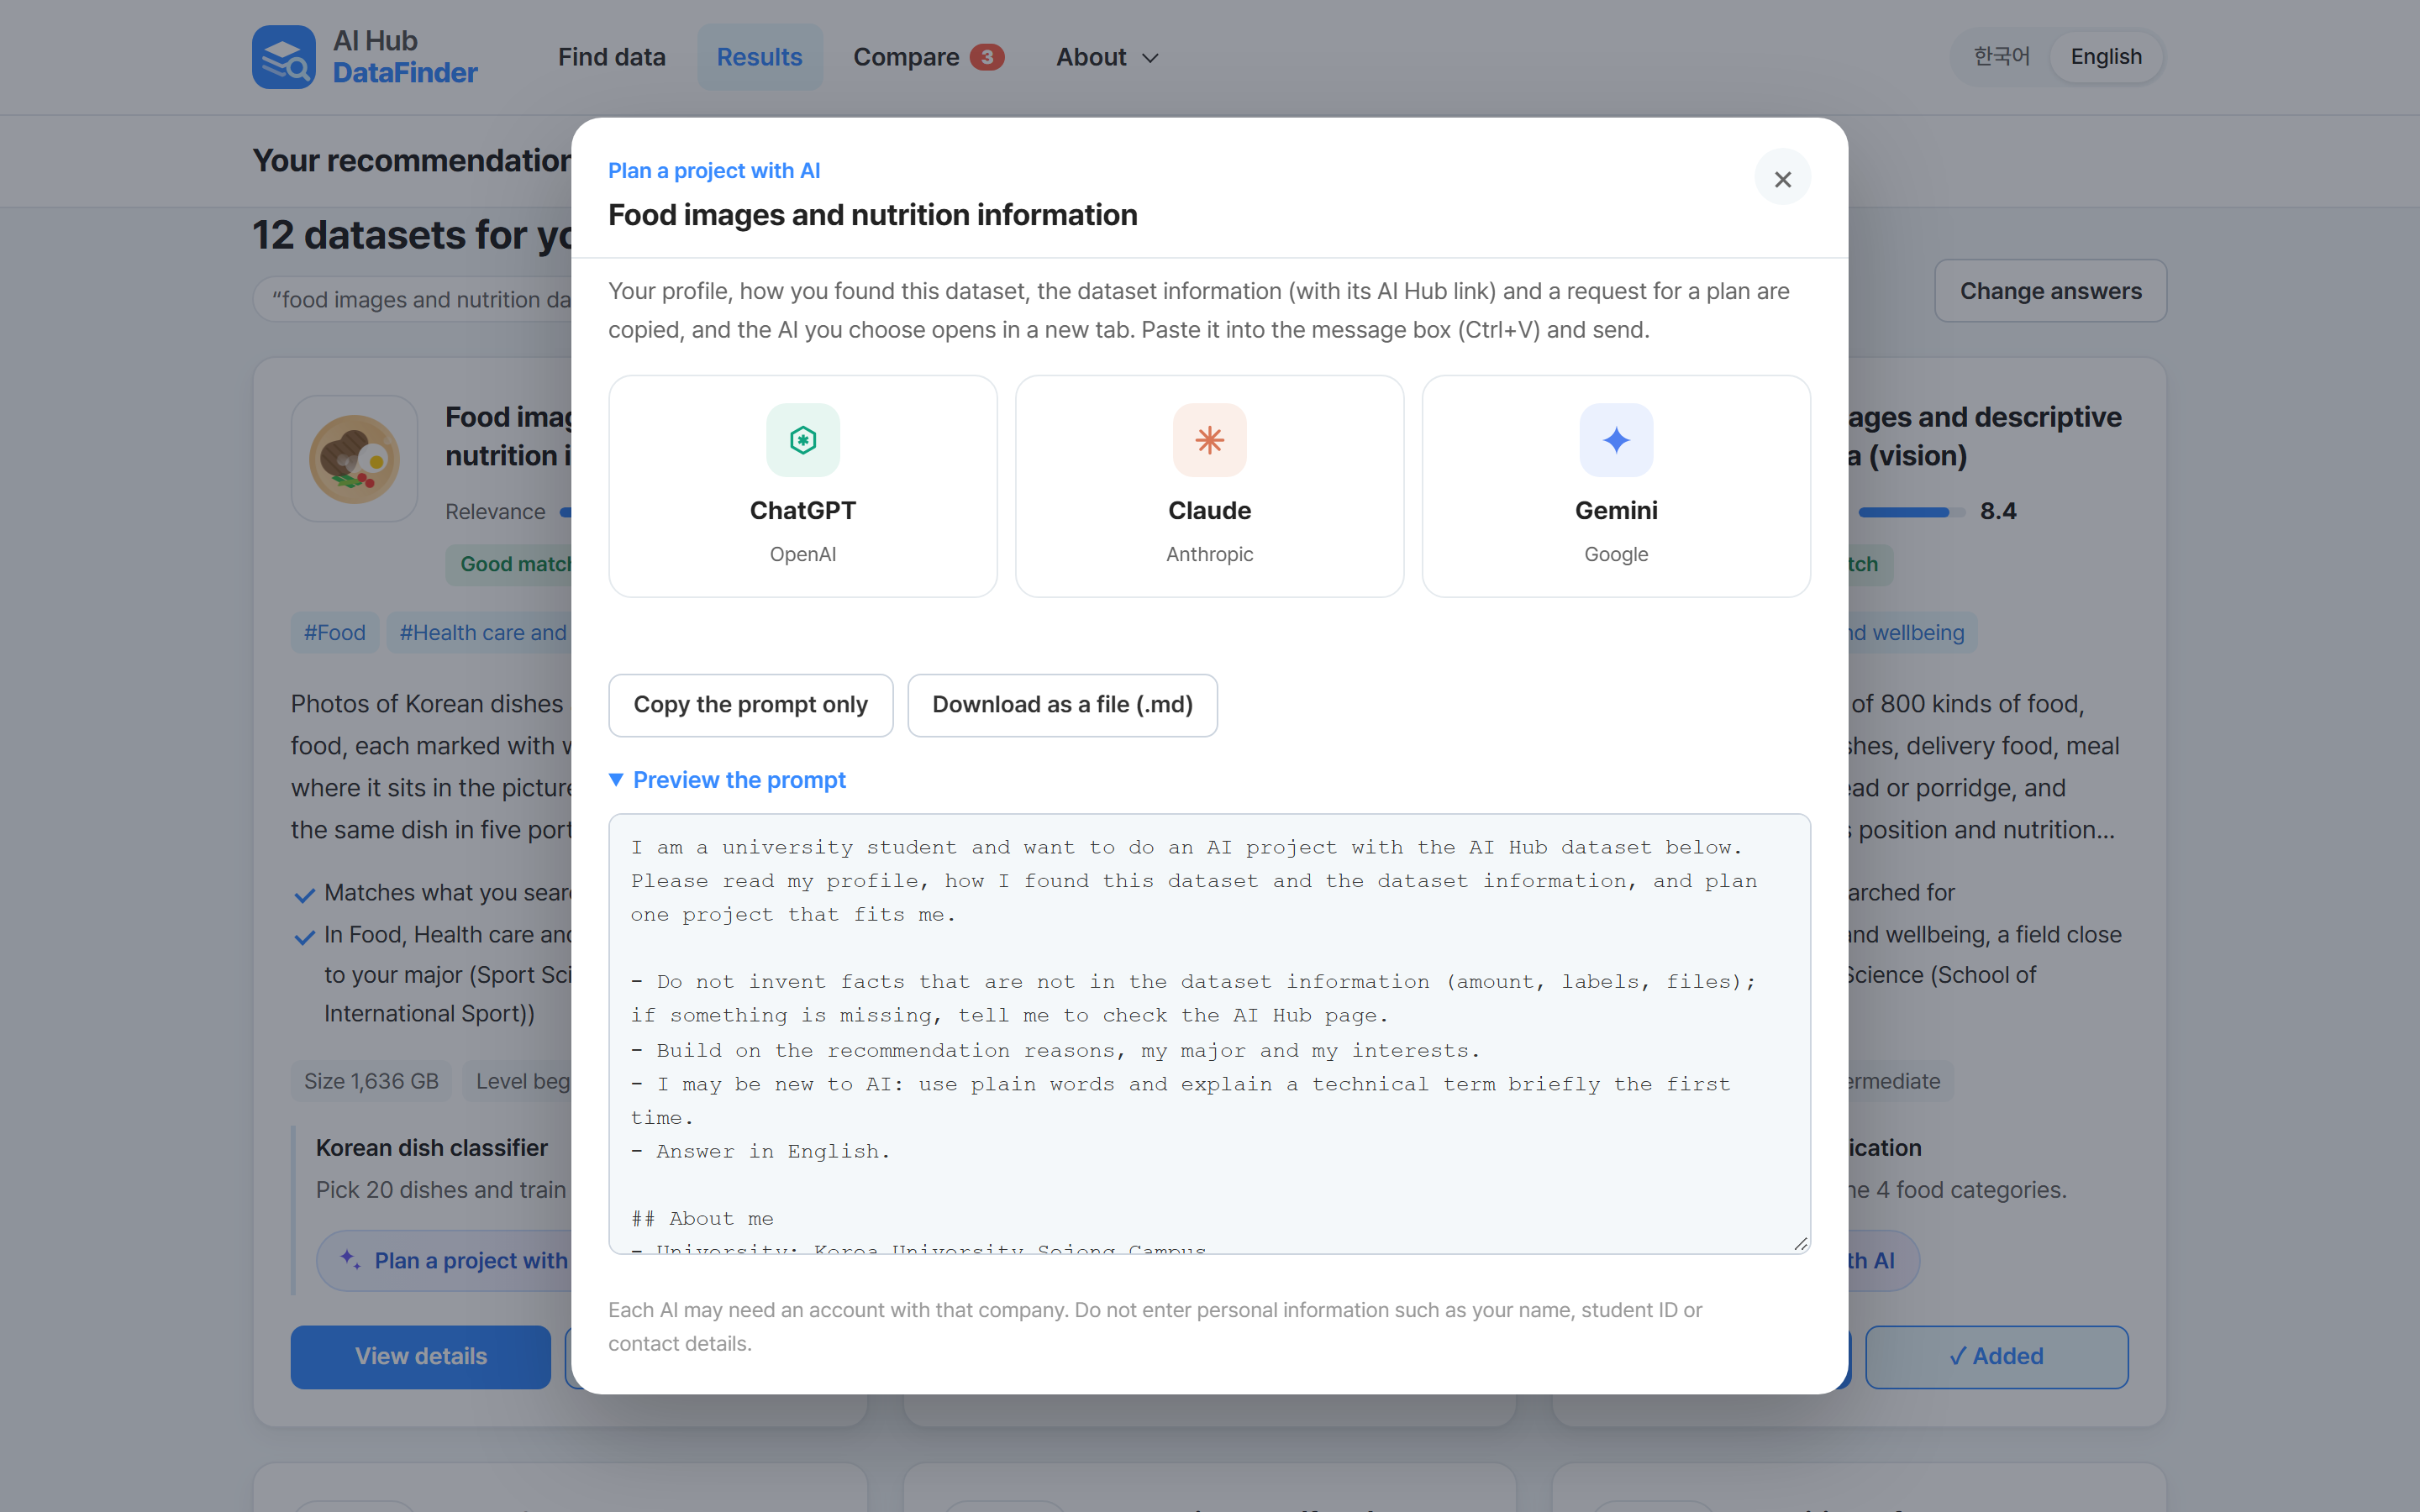 AI Hub
DataFinder
Find data
Results
Compare 3
About
한국어
English
Your recommendation
12 datasets for yo
"food images and nutrition da
Change answers
Plan a project with AI
Food images and nutrition information
Your profile, how you found this dataset, the dataset information (with its AI Hub link) and a request for a plan are
copied, and the AI you choose opens in a new tab. Paste it into the message box (Ctrl+V) and send.
ChatGPT
OpenAI
Claude
Anthropic
Gemini
Google
Copy the prompt only
Download as a file (.md)
Preview the prompt
I am a university student and want to do an AI project with the AI Hub dataset below.
Please read my profile, how I found this dataset and the dataset information, and plan
one project that fits me.
- Do not invent facts that are not in the dataset information (amount, labels, files);
if something is missing, tell me to check the AI Hub page.
- Build on the recommendation reasons, my major and my interests.
- I may be new to AI: use plain words and explain a technical term briefly the first
time.
- Answer in English.
## About me
- University: Korea University Sejong Campus
Each AI may need an account with that company. Do not enter personal information such as your name, student ID or
contact details.
Food imag
nutrition i
Relevance
Good match
#Food
#Health care and
Photos of Korean dishes
food, each marked with w
where it sits in the picture
the same dish in five port
Matches what you sear
In Food, Health care and
to your major (Sport Sci
International Sport))
Size 1,636 GB
Level beg
Korean dish classifier
Pick 20 dishes and train
Plan a project with
View details
ages and descriptive
a (vision)
8.4
tch
nd wellbeing
of 800 kinds of food,
shes, delivery food, meal
ead or porridge, and
s position and nutrition...
arched for
and wellbeing, a field close
Science (School of
ermediate
ication
ne 4 food categories.
th AI
✓ Added